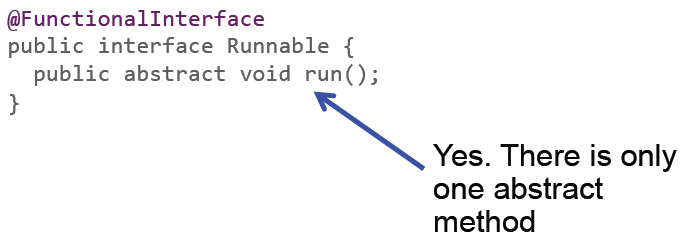 @FunctionalInterface
public interface Runnable {
  public abstract void run();
}
Yes. There is only
one abstract
method